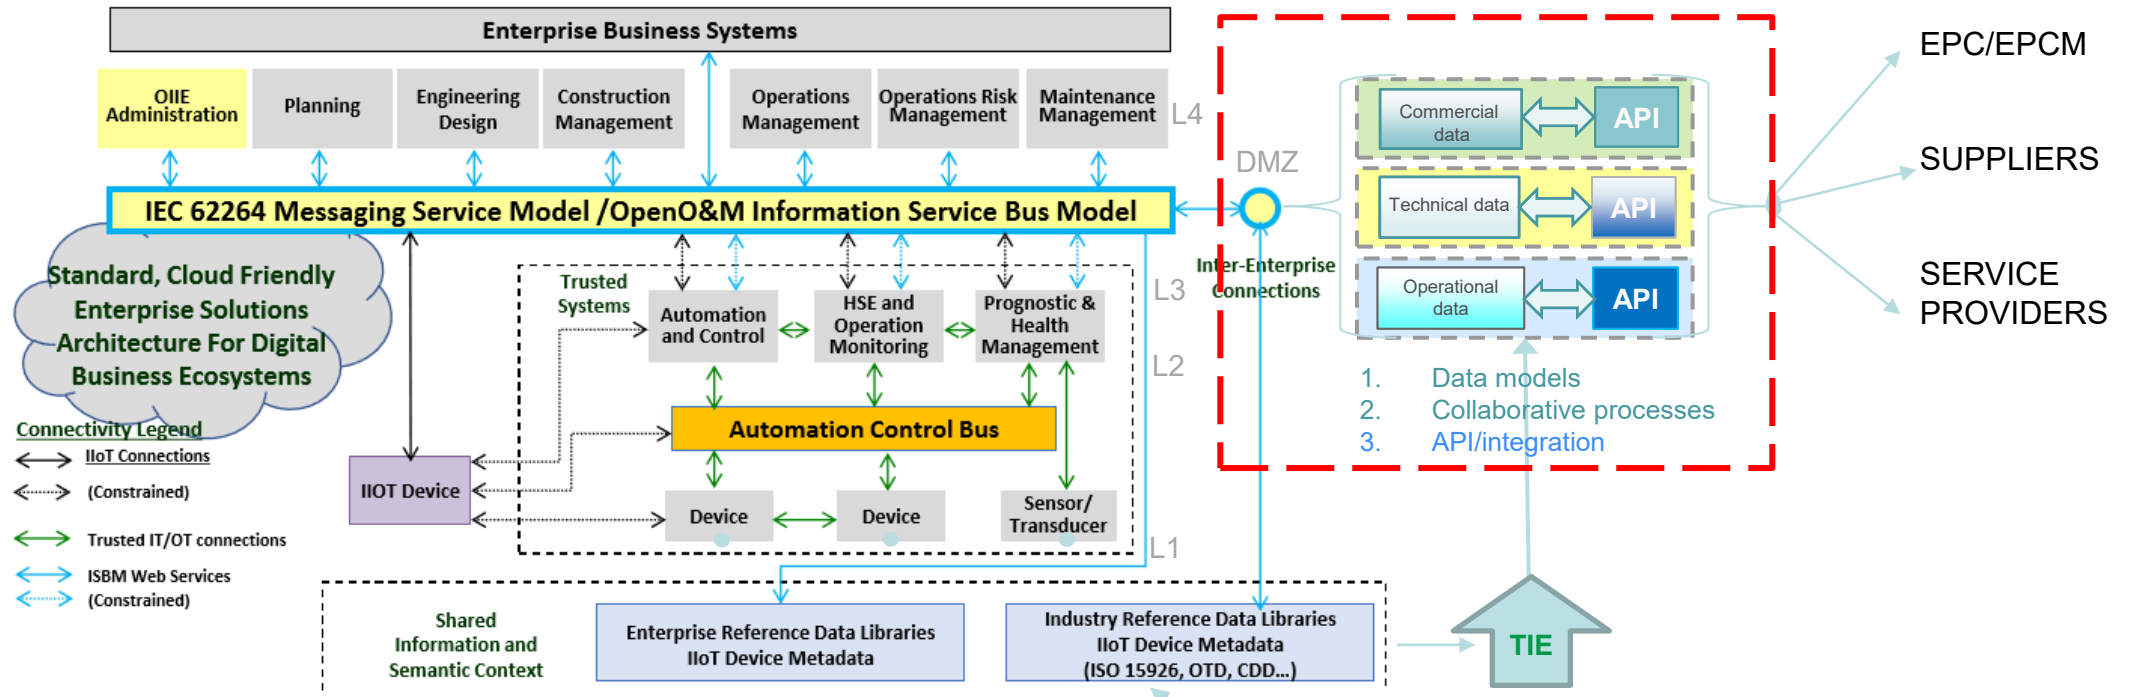 Enterprise Business Systems
OIIE
Administration
Planning
Engineering
Design
Construction
Management
Operations
Management
Operations Risk
Management
Maintenance
Management
L4
IEC 62264 Messaging Service Model /OpenO&M Information Service Bus Model
DMZ
Inter-Enterprise
Connections
Commercial
data
API
Technical data
API
Operational
data
API
1. Data models
2. Collaborative processes
3. API/integration
EPC/EPCM
SUPPLIERS
SERVICE
PROVIDERS
Standard, Cloud Friendly
Enterprise Solutions
Architecture For Digital
Business Ecosystems
Trusted
Systems
Automation
and Control
HSE and
Operation
Monitoring
Prognostic &
Health
Management
L3
L2
Automation Control Bus
IIOT Device
Device
Device
Sensor/
Transducer
L1
Connectivity Legend
IIoT Connections
(Constrained)
Trusted IT/OT connections
ISBM Web Services
(Constrained)
Shared
Information and
Semantic Context
Enterprise Reference Data Libraries
IIoT Device Metadata
Industry Reference Data Libraries
IIoT Device Metadata
(ISO 15926, OTD, CDD...)
TIE